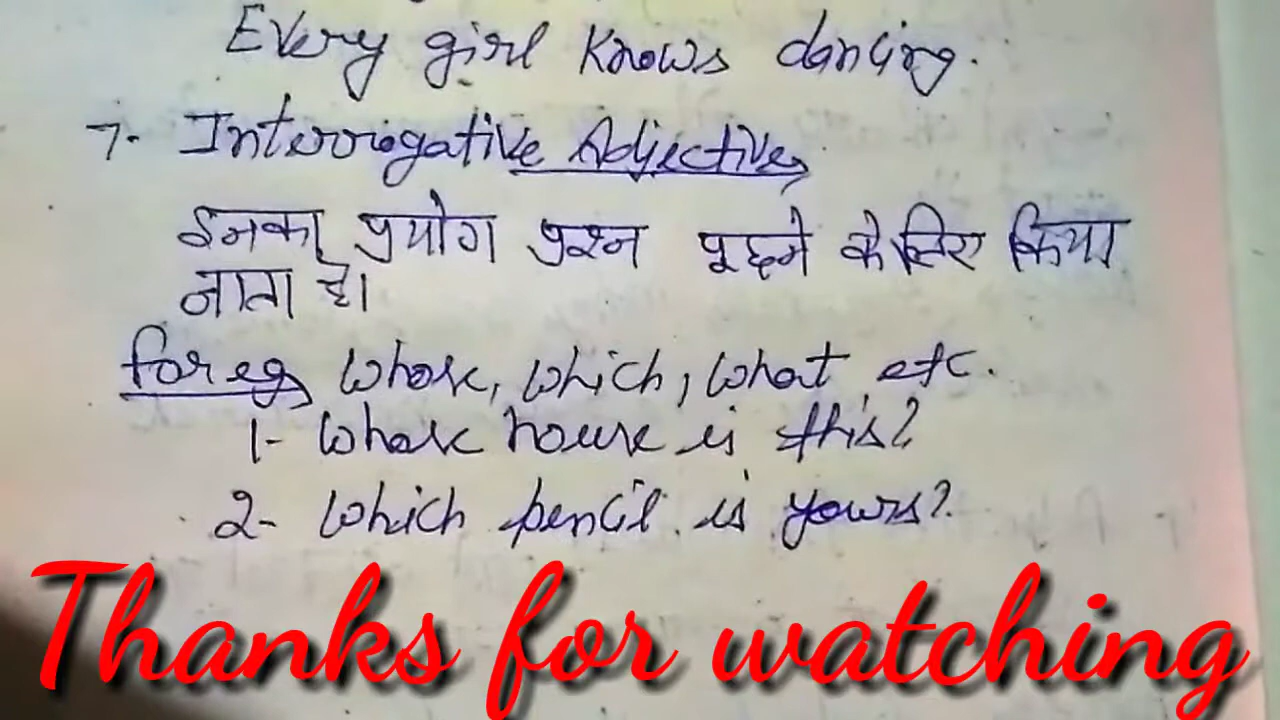 Every girl knows dancing.
7- Interrogative Adjective,
इनका प्रयोग प्रश्न पूछने के लिए किया
जाता है।
for eg, Whose, which, what etc.
1- Whose house is this?
2- Which pencil is yours?
Thanks for watching